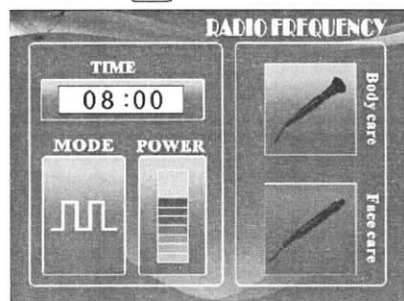 RADIO FREQUENCY
TIME
08:00
MODE
POWER
Body care
Face care